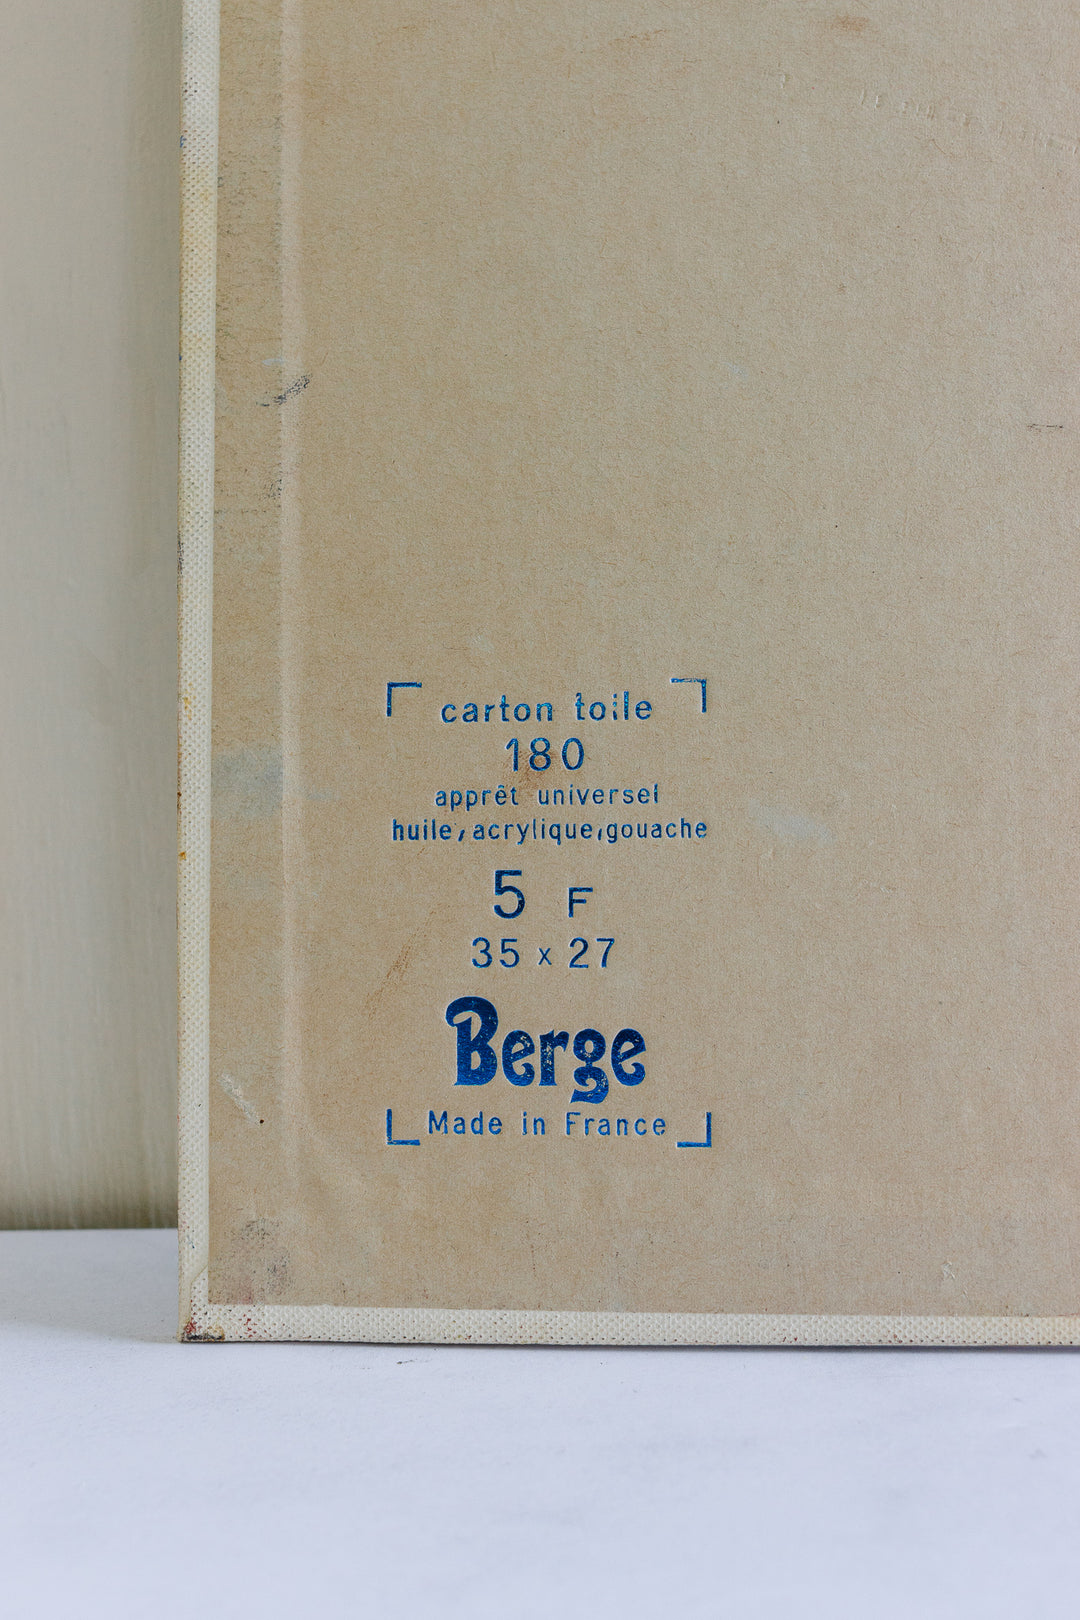 carton toile
180
apprêt universel
huile, acrylique, gouache
5 F
35 x 27
Berge
Made in France